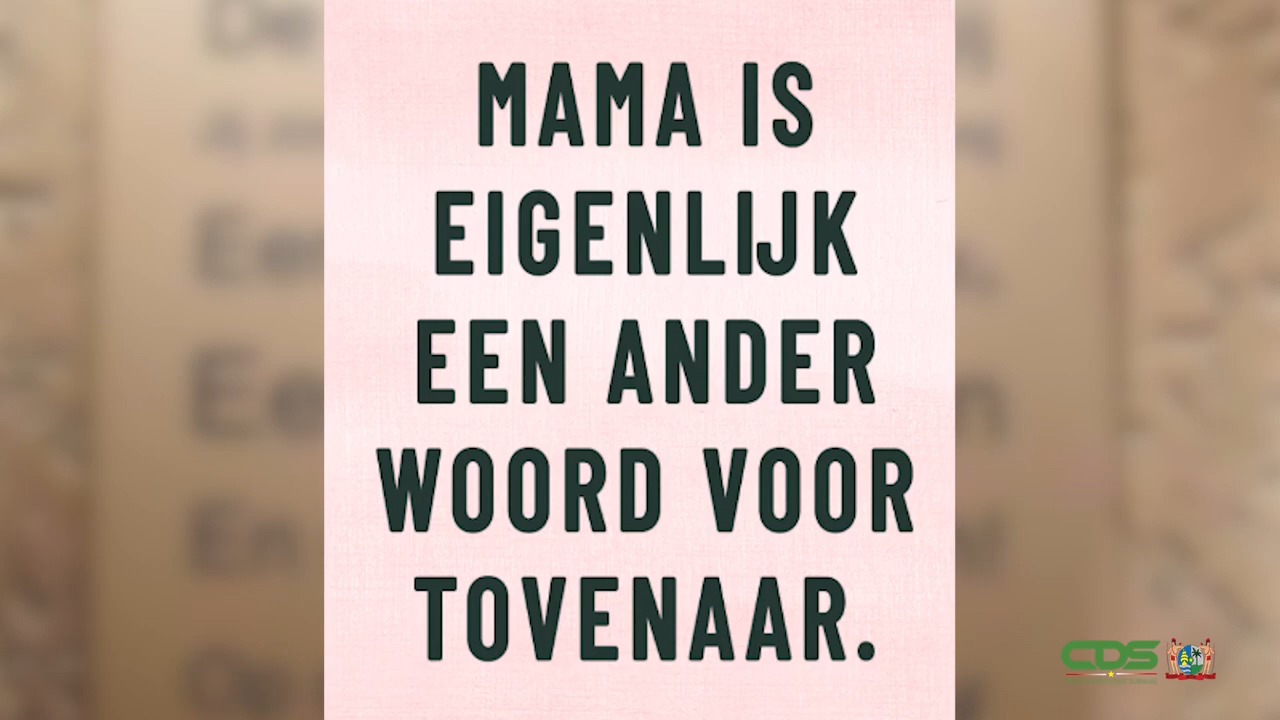 MAMA IS
EIGENLIJK
EEN ANDER
WOORD VOOR
TOVENAAR.
CDS